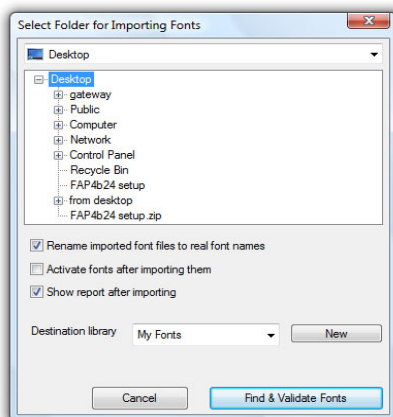 Select Folder for Importing Fonts
Desktop
Desktop
gateway
Public
Computer
Network
Control Panel
Recycle Bin
FAP4b24 setup
from desktop
FAP4b24 setup.zip
Rename imported font files to real font names
Activate fonts after importing them
Show report after importing
Destination library My Fonts New
Cancel Find & Validate Fonts